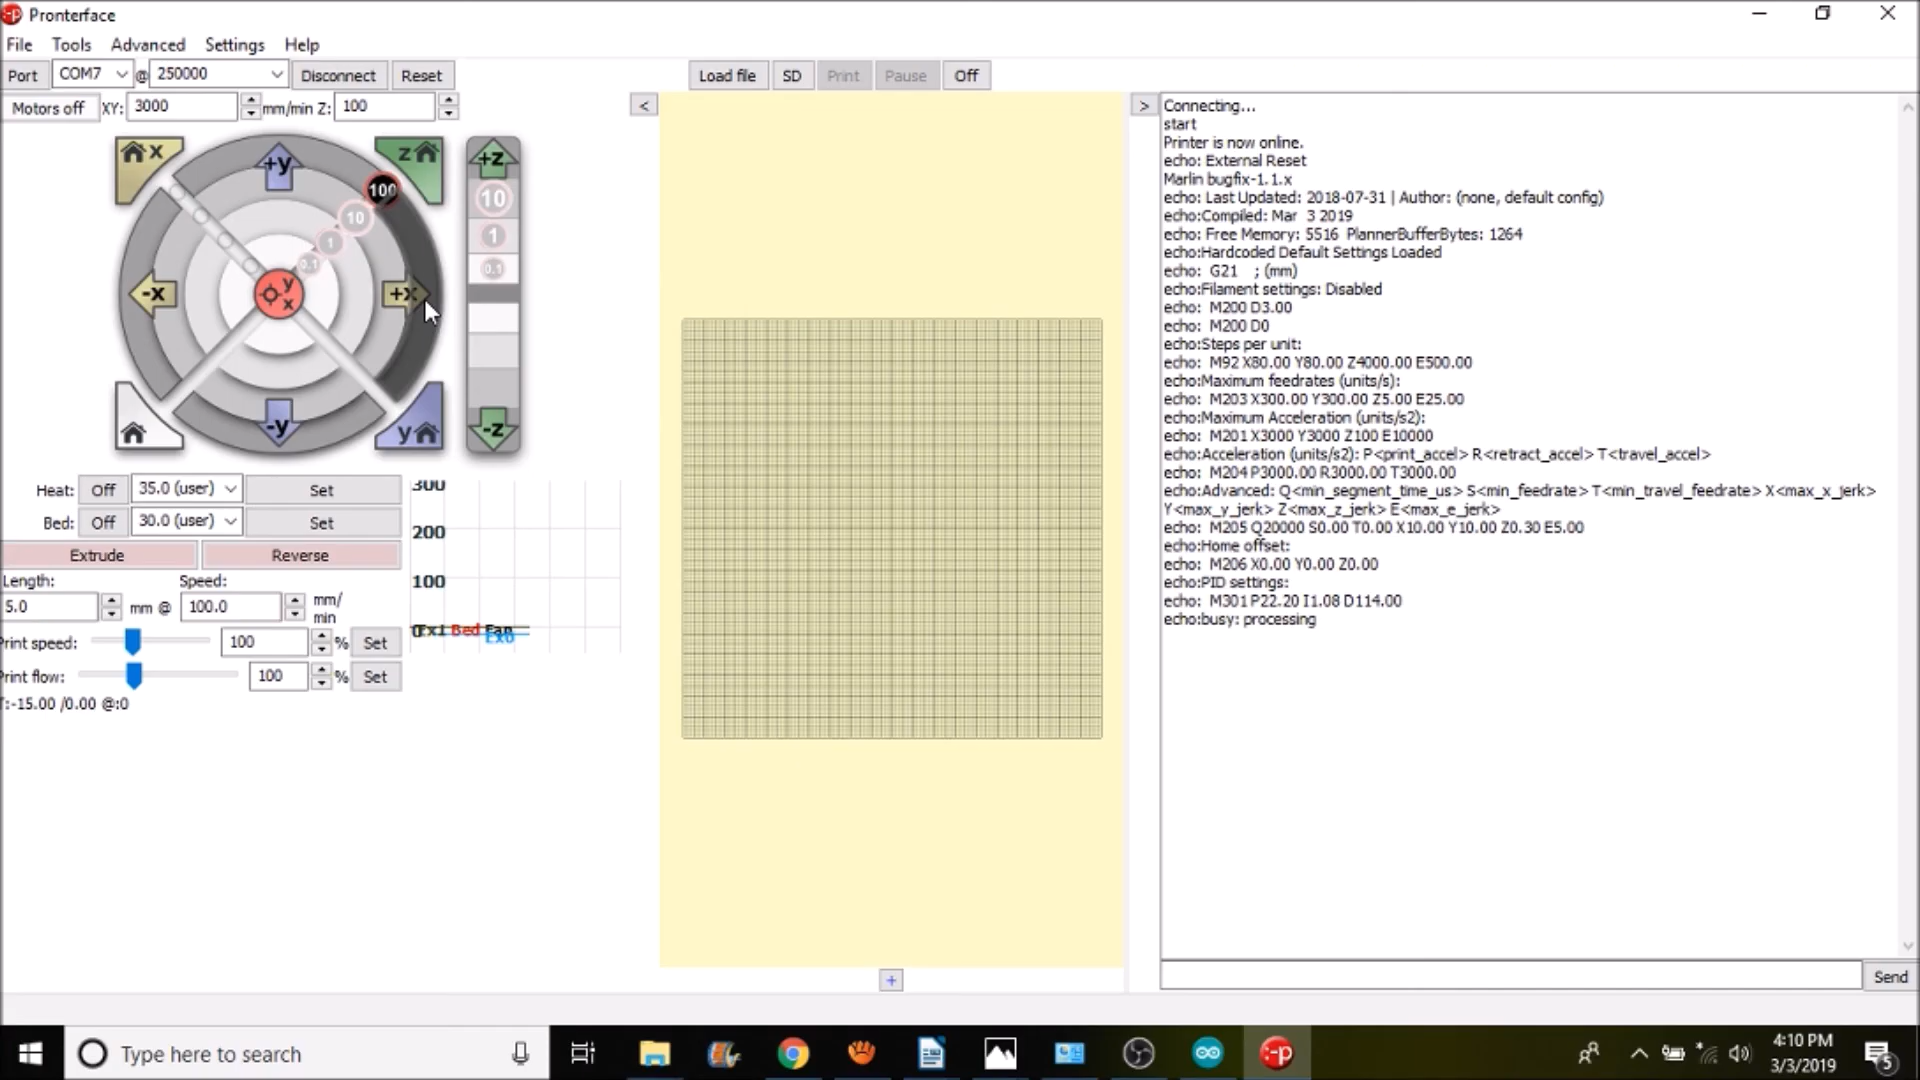 Pronterface
File Tools Advanced Settings Help
Port COM7 @ 250000 Disconnect Reset
Load file SD Print Pause Off
Motors off XY: 3000 mm/min Z: 100
< >
x z
+y +z
100 10 1 0.1
10
1
0.1
y
x
-x +x
-y -z
y
Heat: Off 35.0 (user) Set
Bed: Off 30.0 (user) Set
Extrude Reverse
Length: Speed:
5.0 mm @ 100.0 mm/
min
Print speed: 100 % Set
Print flow: 100 % Set
T:-15.00 /0.00 @:0
300
200
100
0 Ex1 Bed Fan
Ex0
+
Connecting...
start
Printer is now online.
echo: External Reset
Marlin bugfix-1.1.x
echo: Last Updated: 2018-07-31 | Author: (none, default config)
echo:Compiled: Mar  3 2019
echo: Free Memory: 5516  PlannerBufferBytes: 1264
echo:Hardcoded Default Settings Loaded
echo:  G21    ; (mm)
echo:Filament settings: Disabled
echo:  M200 D3.00
echo:  M200 D0
echo:Steps per unit:
echo:  M92 X80.00 Y80.00 Z4000.00 E500.00
echo:Maximum feedrates (units/s):
echo:  M203 X300.00 Y300.00 Z5.00 E25.00
echo:Maximum Acceleration (units/s2):
echo:  M201 X3000 Y3000 Z100 E10000
echo:Acceleration (units/s2): P<print_accel> R<retract_accel> T<travel_accel>
echo:  M204 P3000.00 R3000.00 T3000.00
echo:Advanced: Q<min_segment_time_us> S<min_feedrate> T<min_travel_feedrate> X<max_x_jerk>
Y<max_y_jerk> Z<max_z_jerk> E<max_e_jerk>
echo:  M205 Q20000 S0.00 T0.00 X10.00 Y10.00 Z0.30 E5.00
echo:Home offset:
echo:  M206 X0.00 Y0.00 Z0.00
echo:PID settings:
echo:  M301 P22.20 I1.08 D114.00
echo:busy: processing
Send
Type here to search
4:10 PM
3/3/2019
5